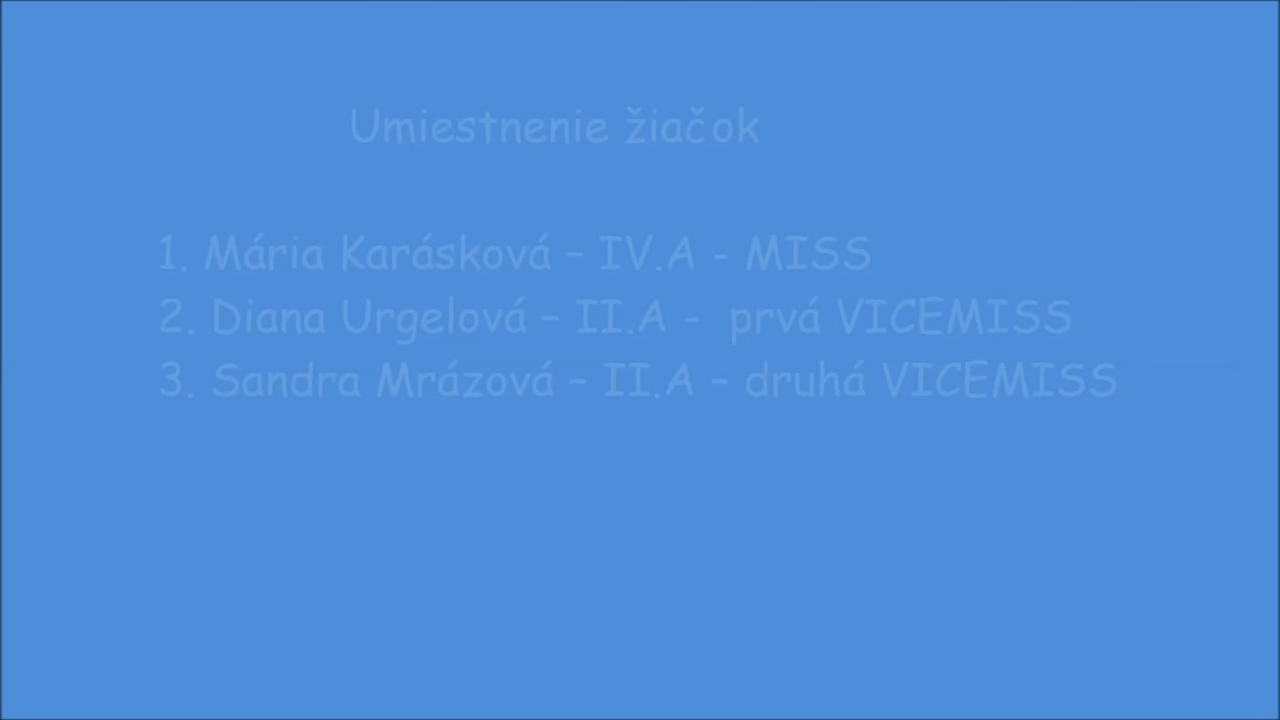 Umiestnenie žiačok
1. Mária Karásková – IV.A - MISS
2. Diana Urgelová – II.A - prvá VICEMISS
3. Sandra Mrázová – II.A – druhá VICEMISS